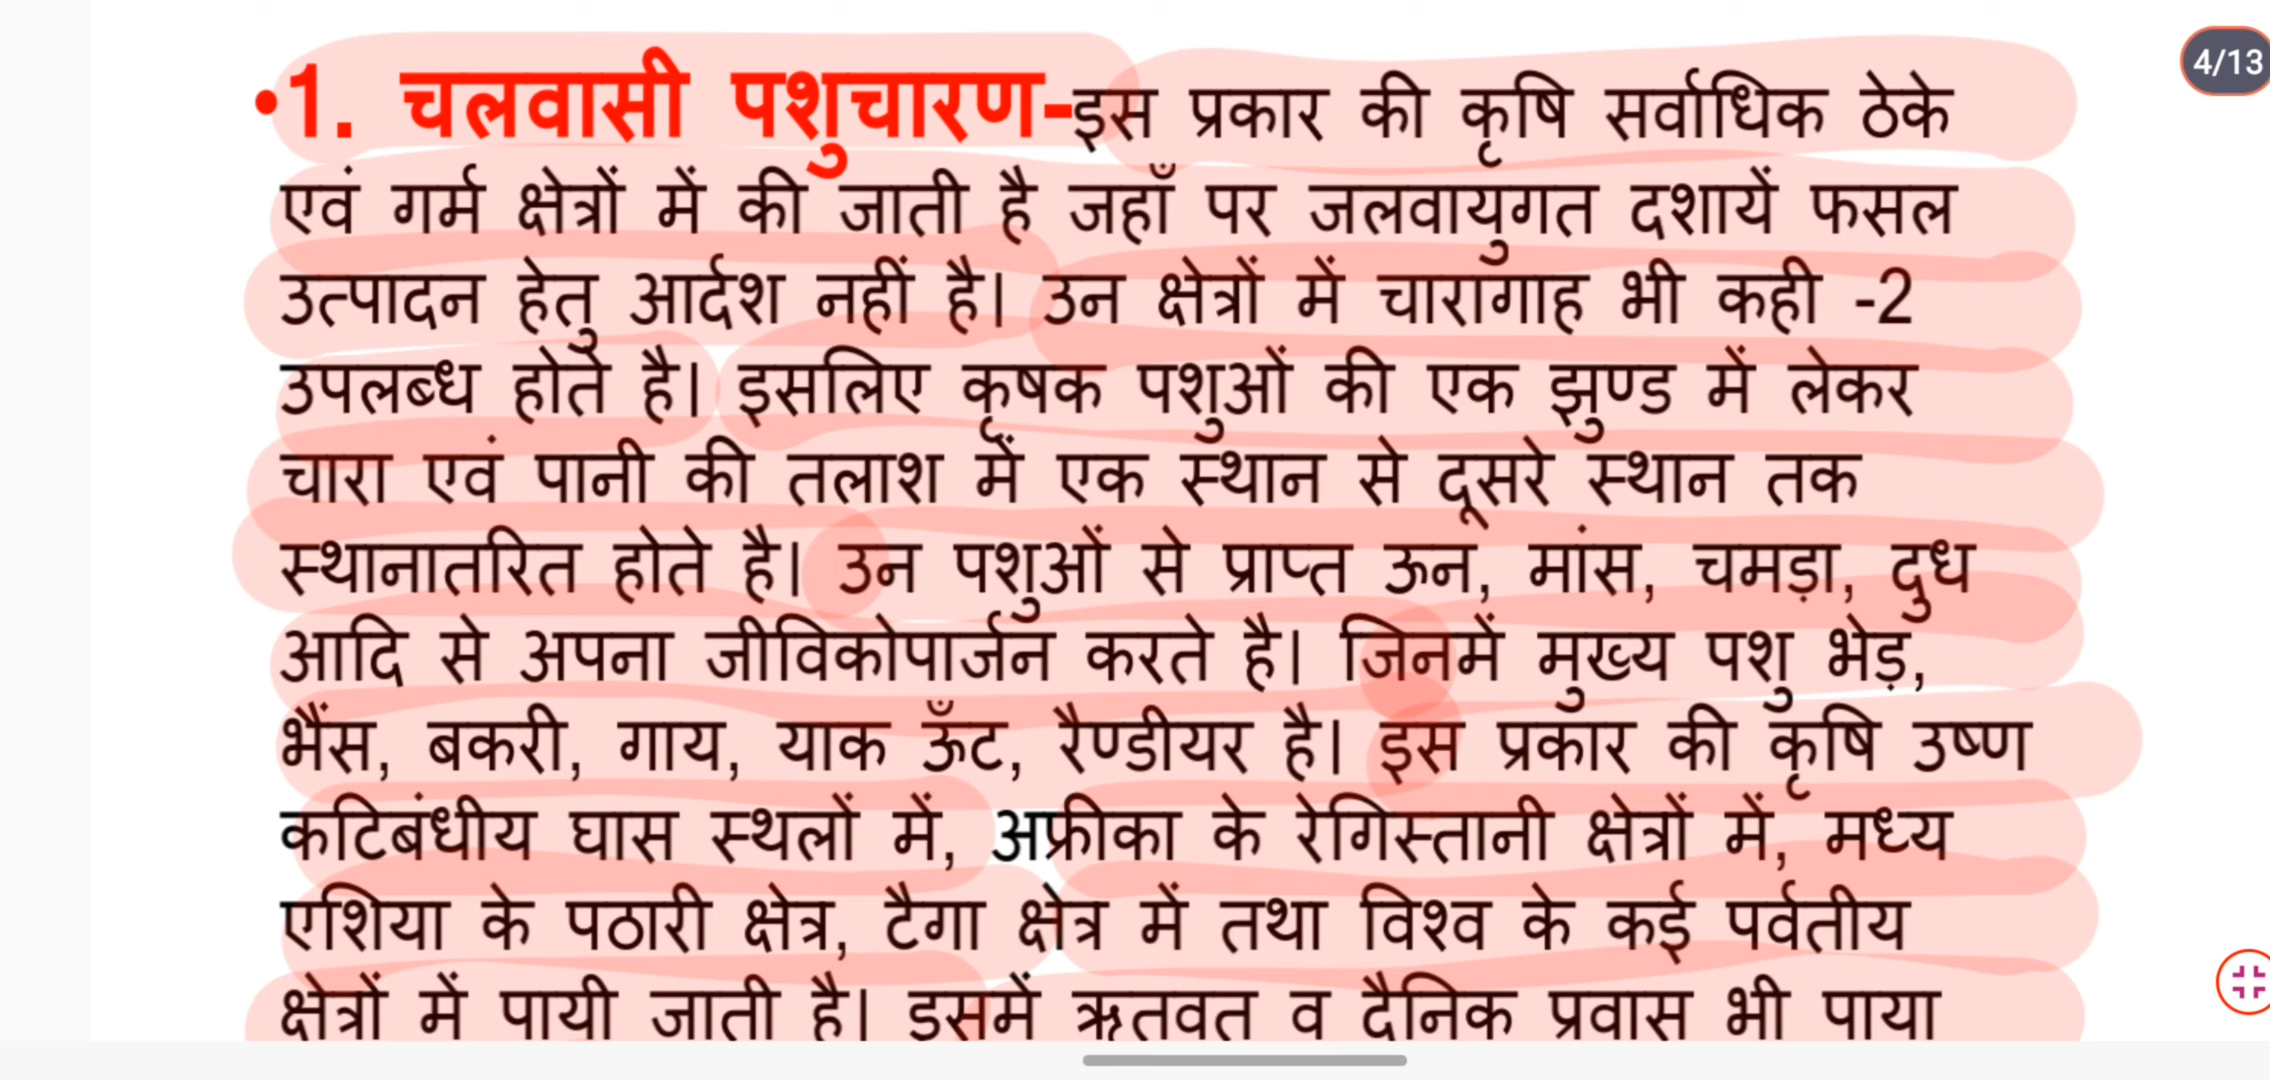 4/13
•1. चलवासी पशुचारण-इस प्रकार की कृषि सर्वाधिक ठेके
एवं गर्म क्षेत्रों में की जाती है जहाँ पर जलवायुगत दशायें फसल
उत्पादन हेतु आर्दश नहीं है। उन क्षेत्रों में चारागाह भी कही -2
उपलब्ध होते है। इसलिए कृषक पशुओं की एक झुण्ड में लेकर
चारा एवं पानी की तलाश में एक स्थान से दूसरे स्थान तक
स्थानातरित होते है। उन पशुओं से प्राप्त ऊन, मांस, चमड़ा, दुध
आदि से अपना जीविकोपार्जन करते है। जिनमें मुख्य पशु भेड़,
भैंस, बकरी, गाय, याक ऊँट, रैण्डीयर है। इस प्रकार की कृषि उष्ण
कटिबंधीय घास स्थलों में, अफ्रीका के रेगिस्तानी क्षेत्रों में, मध्य
एशिया के पठारी क्षेत्र, टैगा क्षेत्र में तथा विश्व के कई पर्वतीय
क्षेत्रों में पायी जाती है। इसमें ऋतवत व दैनिक प्रवास भी पाया